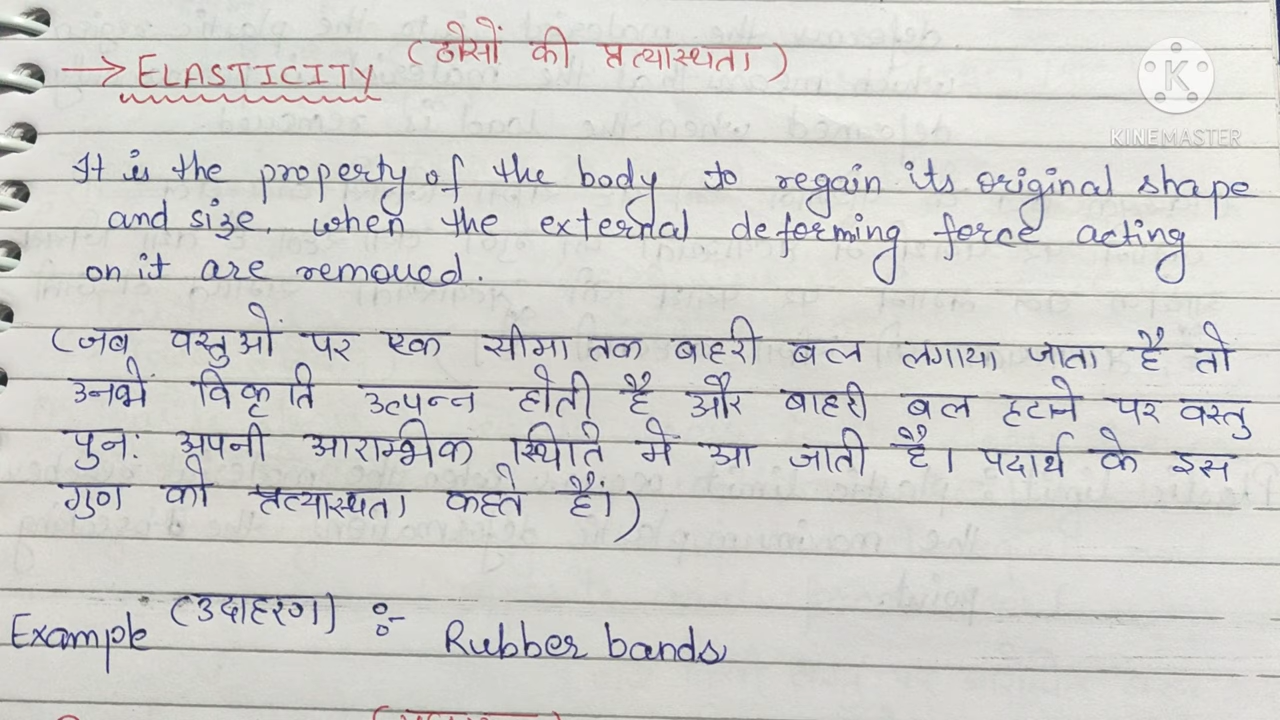 → ELASTICITY (ठोसों की प्रत्यास्थता)
K
KINEMASTER
It is the property of the body to regain its original shape
and size. when the external deforming force acting
on it are removed.
(जब वस्तुओं पर एक सीमा तक बाहरी बल लगाया जाता है तो
उनमें विकृति उत्पन्न होती है और बाहरी बल हटाने पर वस्तु
पुन: अपनी आराम्भीक स्थिति मे आ जाती है। पदार्थ के इस
गुण को प्रत्यास्थता कहते हैं।)
Example (उदाहरण) :- Rubber bands